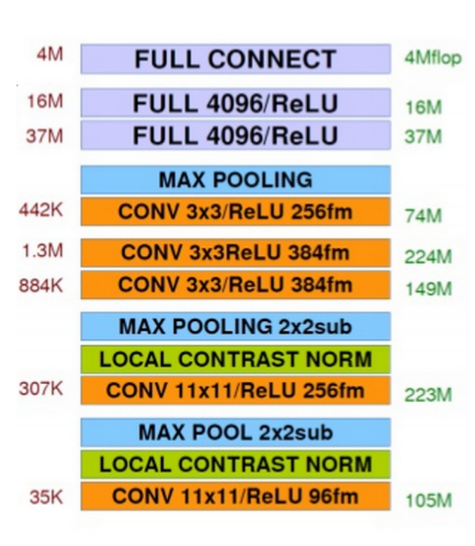 4M FULL CONNECT 4Mflop
16M FULL 4096/ReLU 16M
37M FULL 4096/ReLU 37M
MAX POOLING
442K CONV 3x3/ReLU 256fm 74M
1.3M CONV 3x3ReLU 384fm 224M
884K CONV 3x3/ReLU 384fm 149M
MAX POOLING 2x2sub
LOCAL CONTRAST NORM
307K CONV 11x11/ReLU 256fm 223M
MAX POOL 2x2sub
LOCAL CONTRAST NORM
35K CONV 11x11/ReLU 96fm 105M